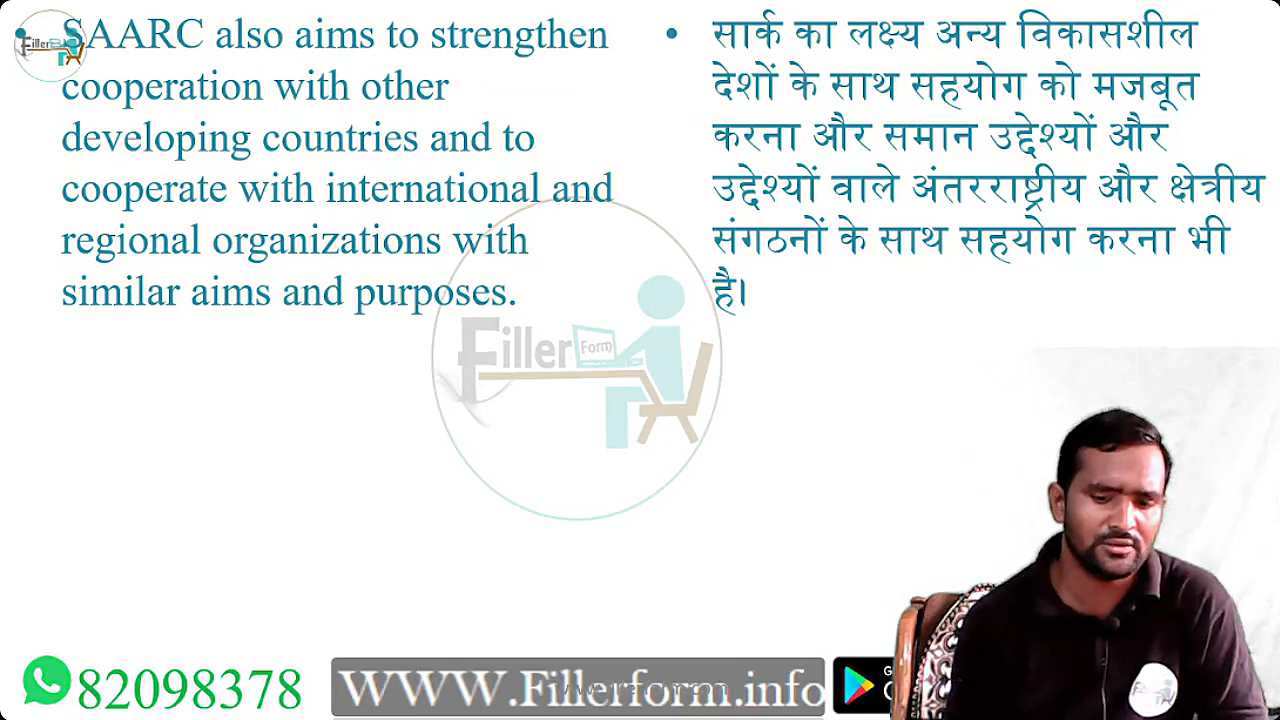 SAARC also aims to strengthen
cooperation with other
developing countries and to
cooperate with international and
regional organizations with
similar aims and purposes.
सार्क का लक्ष्य अन्य विकासशील
देशों के साथ सहयोग को मजबूत
करना और समान उद्देश्यों और
उद्देश्यों वाले अंतरराष्ट्रीय और क्षेत्रीय
संगठनों के साथ सहयोग करना भी
है।
Filler Form
82098378
WWW.Fillerform.info